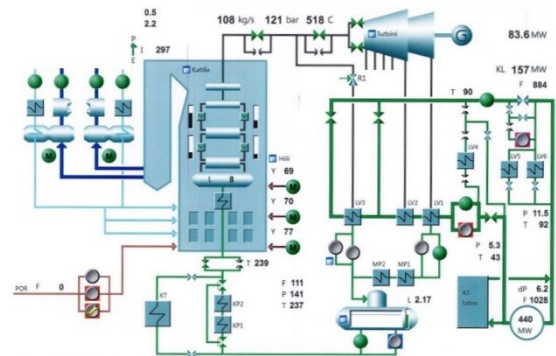 0.5
2.2
P
I 297
E
108 kg/s 121 bar 518 C
Turbiini
G
83.6 MW
Kattila
R1
KL 157 MW
T 90
F 884
M M
Hiili
Y 69
M
Y 70
M
Y 77
M
L 8
LV4
LV5 LV6
LV3 LV2 LV1
P 11.5
T 92
P 5.3
T 43
T 239
MP2 MP1
POR F 0
KT
KP2
KP1
F 111
P 141
T 237
L 2.17
KT
dP 6.2
F 1028
440
MW